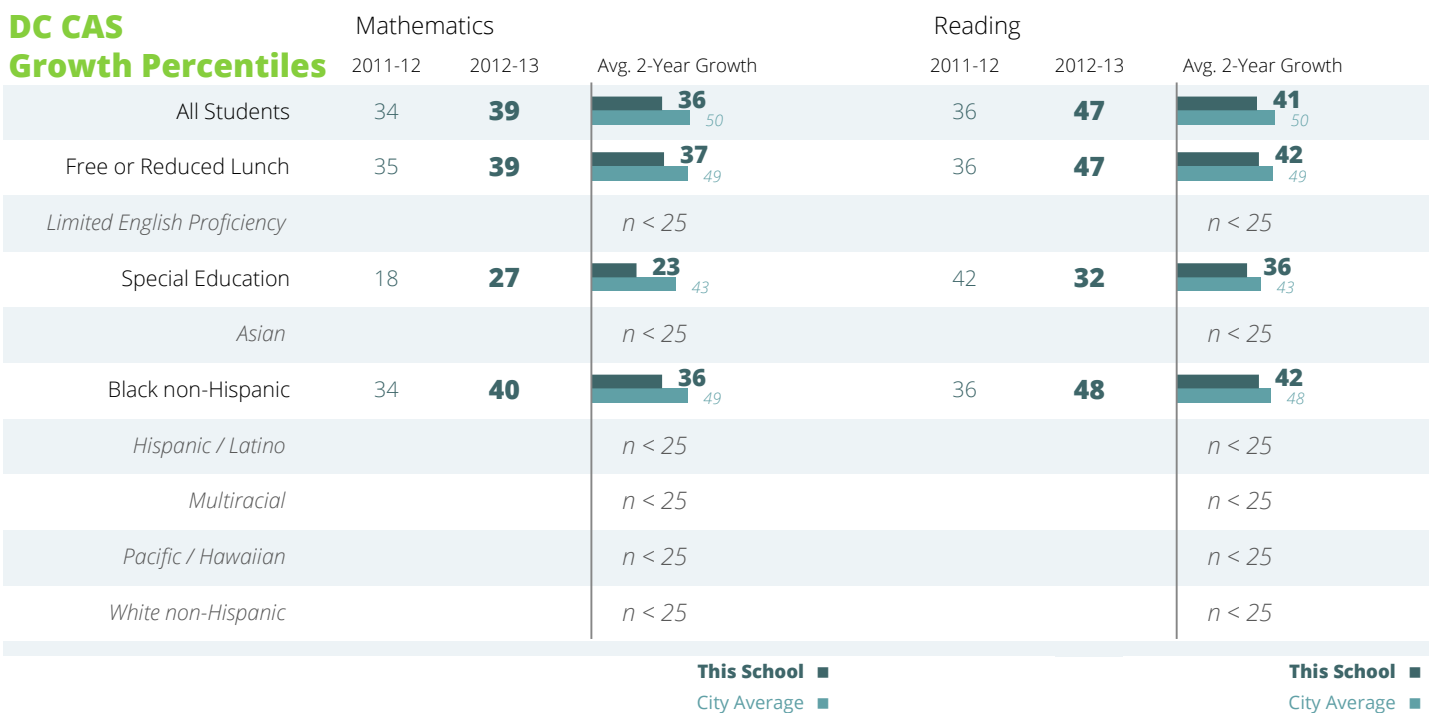 DC CAS
Growth Percentiles
Mathematics
Reading
2011-12 2012-13 Avg. 2-Year Growth 2011-12 2012-13 Avg. 2-Year Growth
All Students 34 39 36 50 36 47 41 50
Free or Reduced Lunch 35 39 37 49 36 47 42 49
Limited English Proficiency n < 25 n < 25
Special Education 18 27 23 43 42 32 36 43
Asian n < 25 n < 25
Black non-Hispanic 34 40 36 49 36 48 42 48
Hispanic / Latino n < 25 n < 25
Multiracial n < 25 n < 25
Pacific / Hawaiian n < 25 n < 25
White non-Hispanic n < 25 n < 25
This School This School
City Average City Average